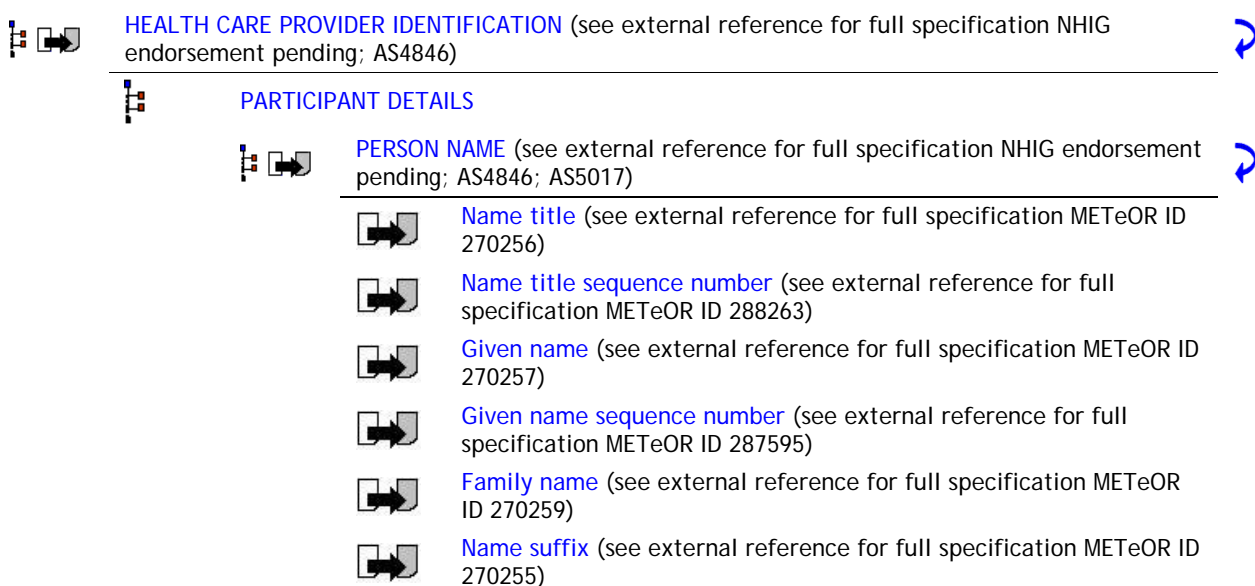 HEALTH CARE PROVIDER IDENTIFICATION (see external reference for full specification NHIG
endorsement pending; AS4846)
PARTICIPANT DETAILS
PERSON NAME (see external reference for full specification NHIG endorsement
pending; AS4846; AS5017)
Name title (see external reference for full specification METeOR ID
270256)
Name title sequence number (see external reference for full
specification METeOR ID 288263)
Given name (see external reference for full specification METeOR ID
270257)
Given name sequence number (see external reference for full
specification METeOR ID 287595)
Family name (see external reference for full specification METeOR
ID 270259)
Name suffix (see external reference for full specification METeOR ID
270255)